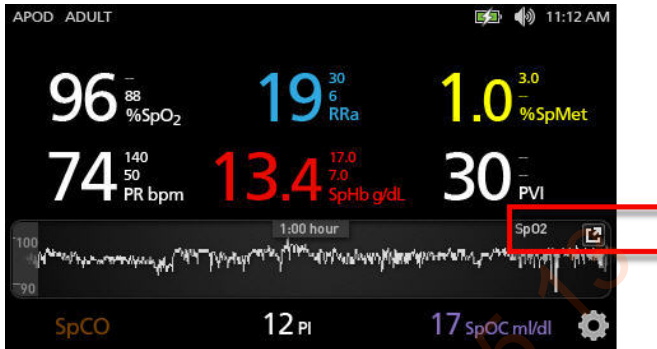 APOD ADULT 11:12 AM
96 -- 88 %SpO2 19 30 6 RRa 1.0 3.0 -- %SpMet
74 140 50 PR bpm 13.4 17.0 7.0 SpHb g/dL 30 -- -- PVI
1:00 hour SpO2
100
90
SpCO 12 PI 17 SpOC ml/dl